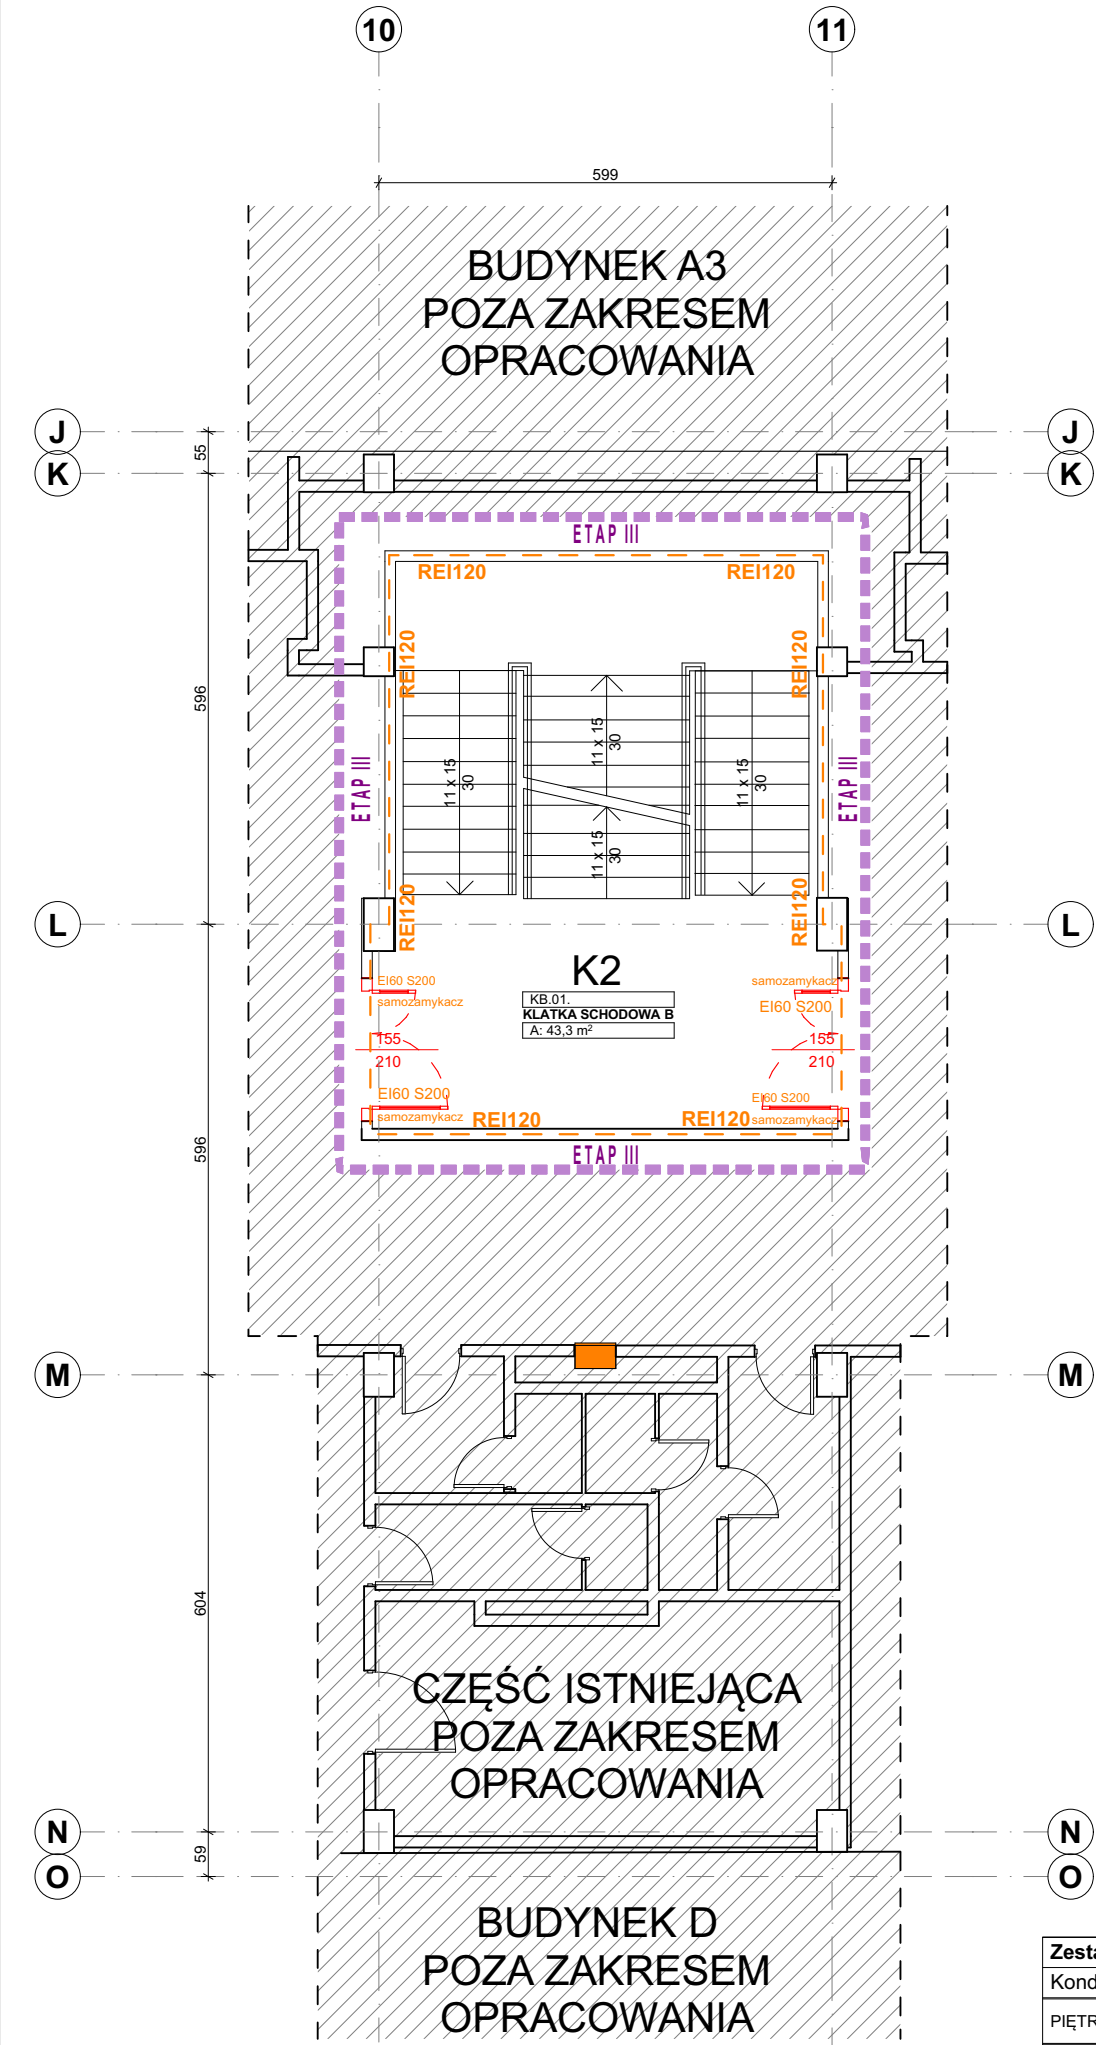 10
11
599
BUDYNEK A3
POZA ZAKRESEM
OPRACOWANIA
J
J
55
K
K
ETAP III
REI120
REI120
REI120
REI120
596
11 x 15
30
11 x 15
30
11 x 15
30
ETAP III
ETAP III
11 x 15
30
REI120
REI120
L
L
K2
EI60 S200
samozamykacz
samozamykacz
EI60 S200
KB.01.
KLATKA SCHODOWA B
A: 43,3 m²
155
210
155
210
EI60 S200
samozamykacz
EI60 S200
samozamykacz
REI120
REI120
ETAP III
596
M
M
604
CZĘŚĆ ISTNIEJĄCA
POZA ZAKRESEM
OPRACOWANIA
N
N
59
O
O
BUDYNEK D
POZA ZAKRESEM
OPRACOWANIA
Zesta
Kond
PIĘTR